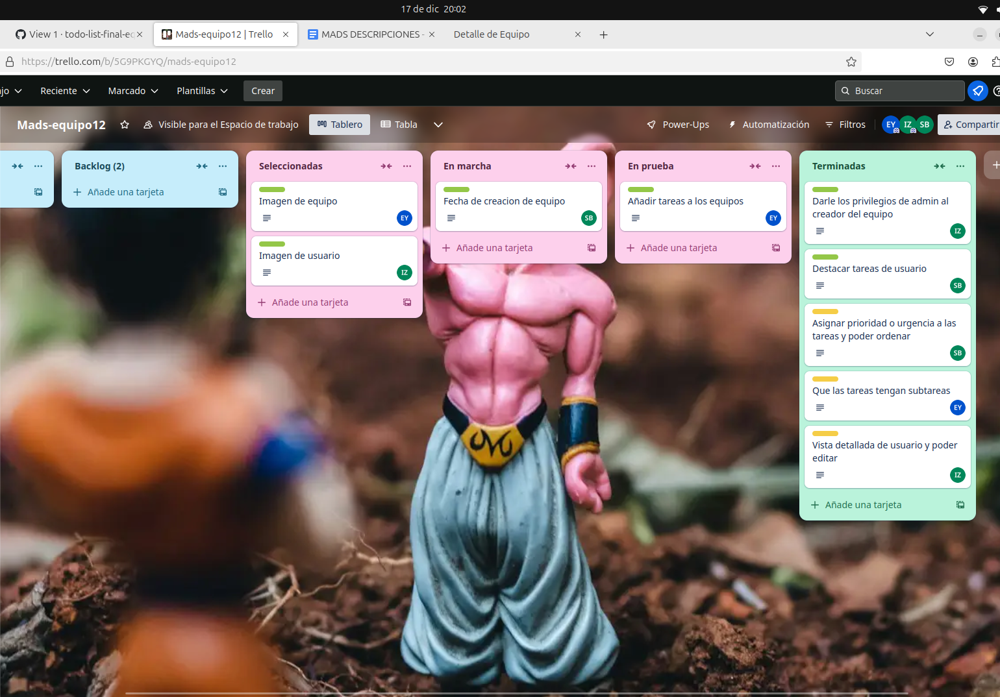 17 de dic 20:02
View 1 · todo-list-final-eq
Mads-equipo12 | Trello
MADS DESCRIPCIONES -
Detalle de Equipo
https://trello.com/b/5G9PKGYQ/mads-equipo12
jo
Reciente
Marcado
Plantillas
Crear
Buscar
Mads-equipo12
Visible para el Espacio de trabajo
Tablero
Tabla
Power-Ups
Automatización
Filtros
EY
IZ
SB
Compartir
Backlog (2)
Añade una tarjeta
Seleccionadas
Imagen de equipo
EY
Imagen de usuario
IZ
Añade una tarjeta
En marcha
Fecha de creacion de equipo
SB
Añade una tarjeta
En prueba
Añadir tareas a los equipos
EY
Añade una tarjeta
Terminadas
Darle los privilegios de admin al
creador del equipo
IZ
Destacar tareas de usuario
SB
Asignar prioridad o urgencia a las
tareas y poder ordenar
SB
Que las tareas tengan subtareas
EY
Vista detallada de usuario y poder
editar
IZ
Añade una tarjeta